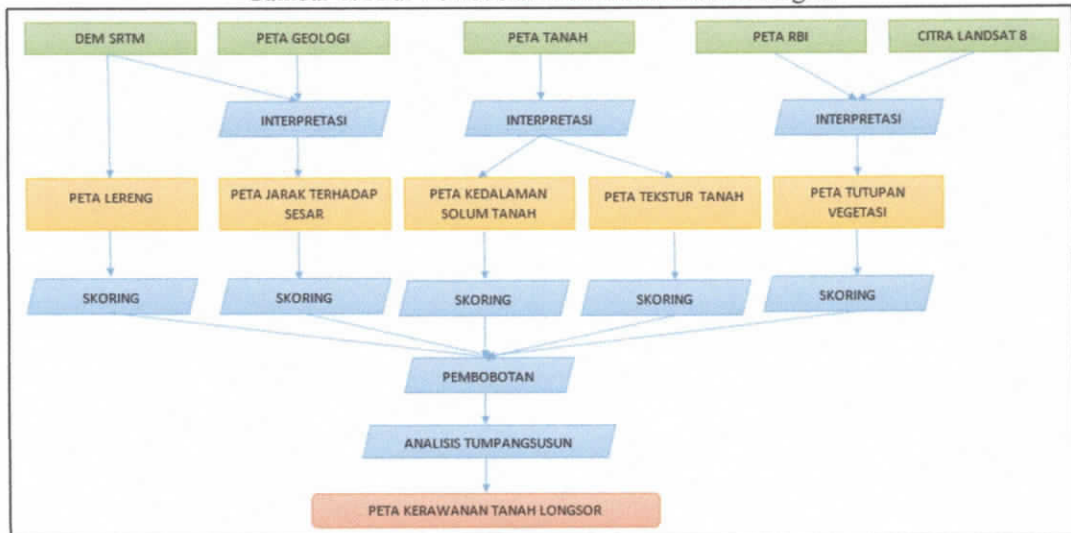 DEM SRTM
PETA GEOLOGI
PETA TANAH
PETA RBI
CITRA LANDSAT 8
INTERPRETASI
INTERPRETASI
INTERPRETASI
PETA LERENG
PETA JARAK TERHADAP
SESAR
PETA KEDALAMAN
SOLUM TANAH
PETA TEKSTUR TANAH
PETA TUTUPAN
VEGETASI
SKORING
SKORING
SKORING
SKORING
SKORING
PEMBOBOTAN
ANALISIS TUMPANGSUSUN
PETA KERAWANAN TANAH LONGSOR